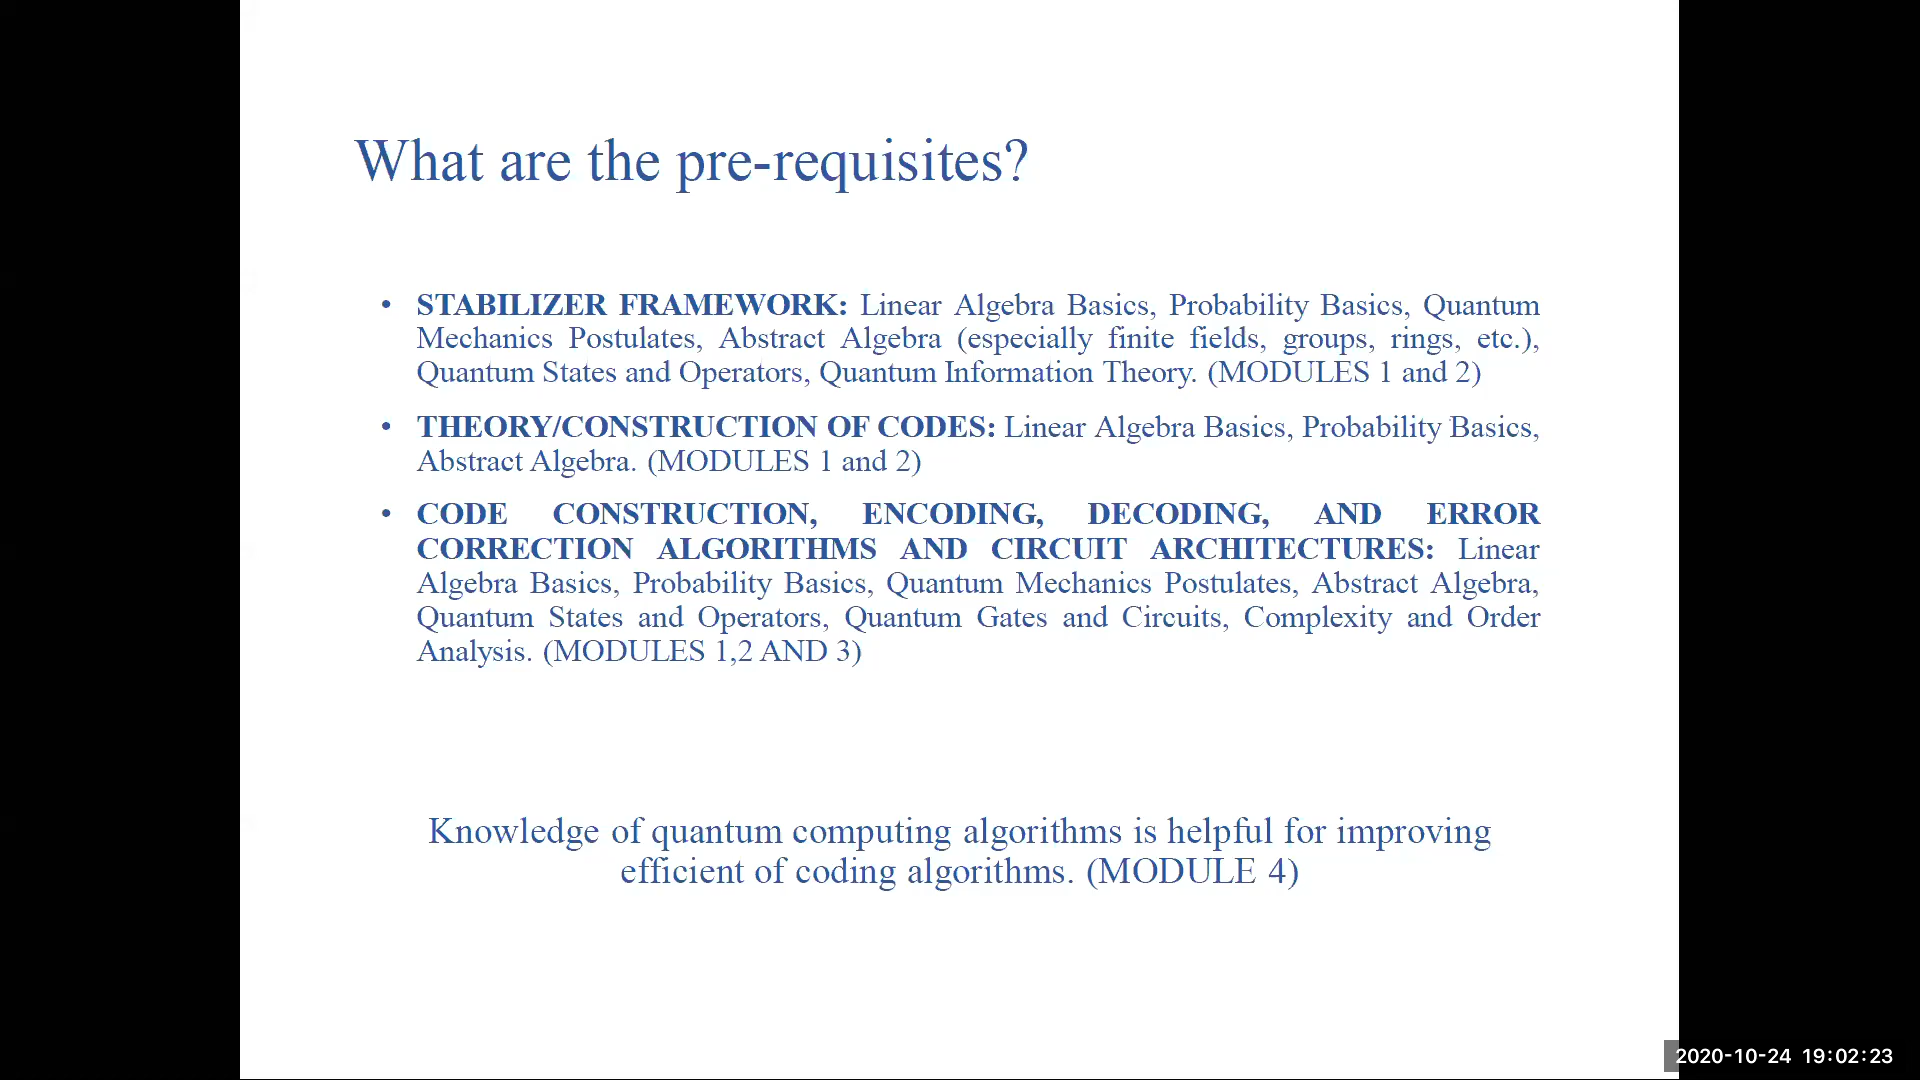 What are the pre-requisites?
• STABILIZER FRAMEWORK: Linear Algebra Basics, Probability Basics, Quantum
Mechanics Postulates, Abstract Algebra (especially finite fields, groups, rings, etc.),
Quantum States and Operators, Quantum Information Theory. (MODULES 1 and 2)
• THEORY/CONSTRUCTION OF CODES: Linear Algebra Basics, Probability Basics,
Abstract Algebra. (MODULES 1 and 2)
• CODE CONSTRUCTION, ENCODING, DECODING, AND ERROR
CORRECTION ALGORITHMS AND CIRCUIT ARCHITECTURES: Linear
Algebra Basics, Probability Basics, Quantum Mechanics Postulates, Abstract Algebra,
Quantum States and Operators, Quantum Gates and Circuits, Complexity and Order
Analysis. (MODULES 1,2 AND 3)
Knowledge of quantum computing algorithms is helpful for improving
efficient of coding algorithms. (MODULE 4)
2020-10-24 19:02:23